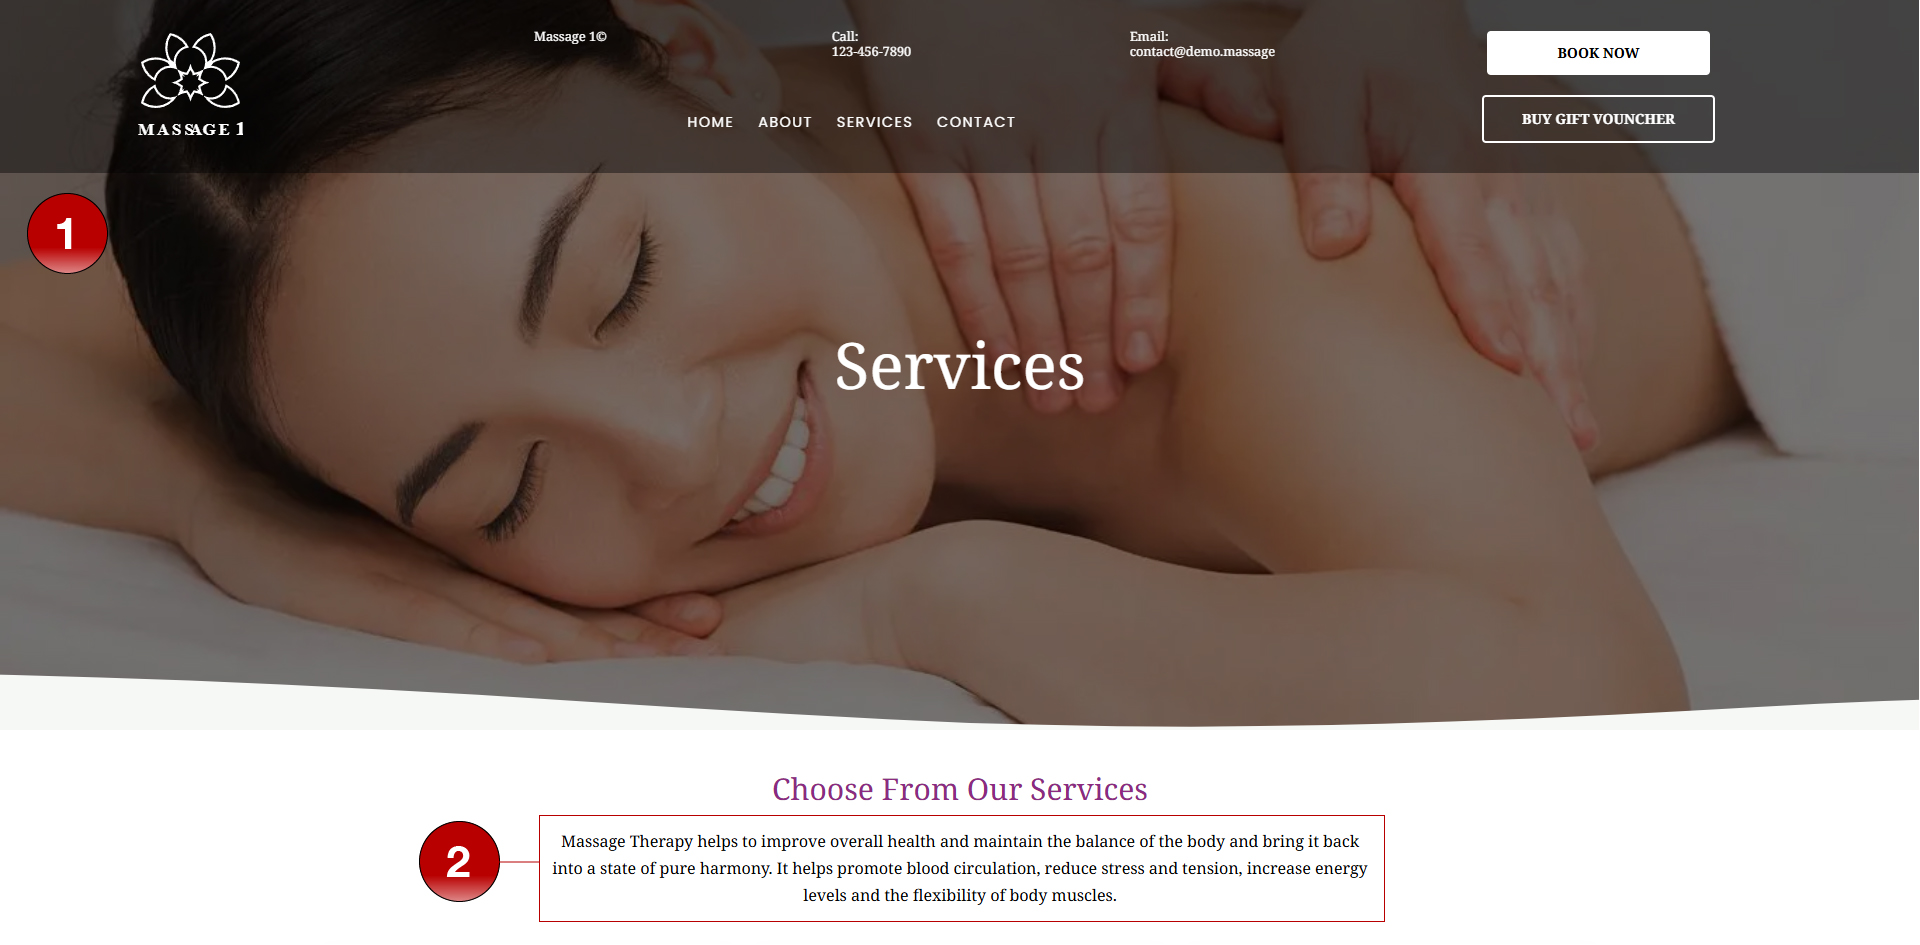 MASSAGE 1
Massage 1©
Call:
123-456-7890
Email:
contact@demo.massage
BOOK NOW
HOME ABOUT SERVICES CONTACT
BUY GIFT VOUNCHER
1
Services
Choose From Our Services
2
Massage Therapy helps to improve overall health and maintain the balance of the body and bring it back
into a state of pure harmony. It helps promote blood circulation, reduce stress and tension, increase energy
levels and the flexibility of body muscles.